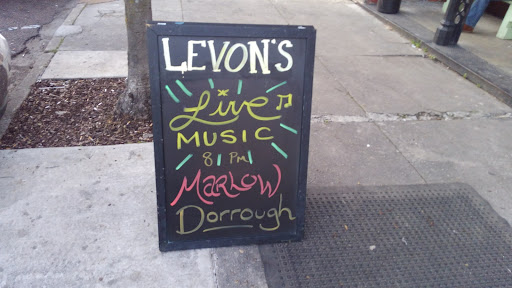 LEVON'S
Live
MUSIC
8 PM
MARLOW
Dorrough